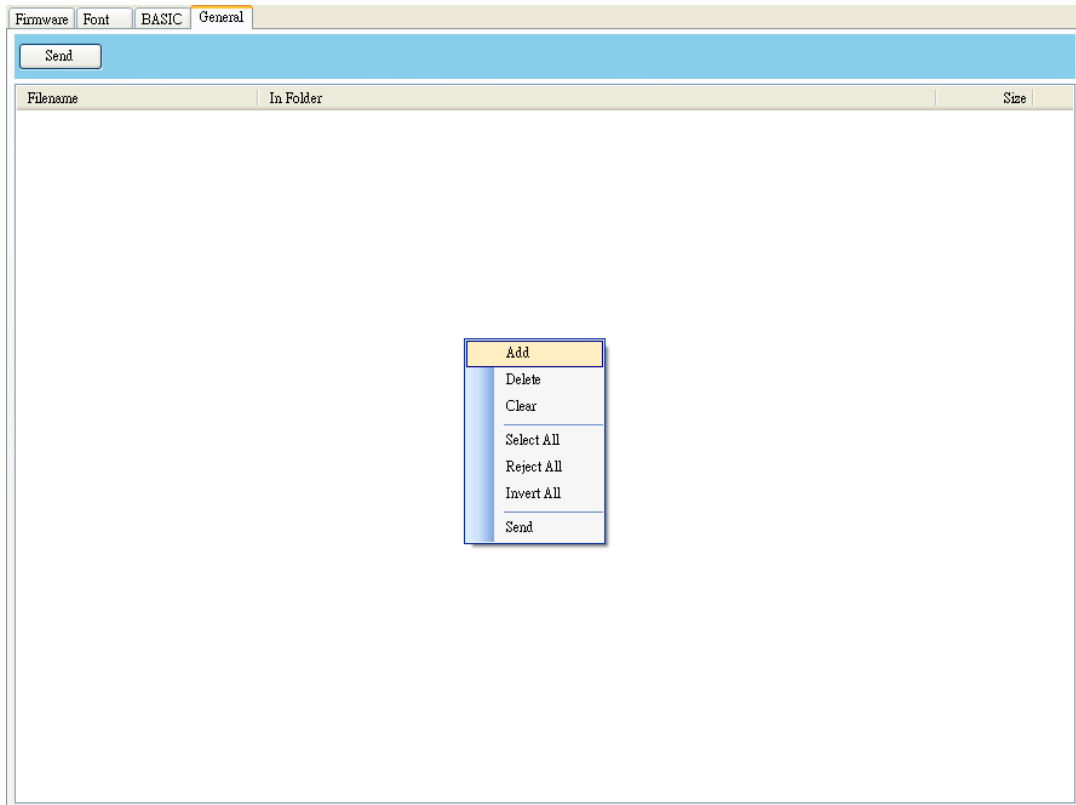 Firmware Font BASIC General
Send
Filename In Folder Size
Add
Delete
Clear
Select All
Reject All
Invert All
Send